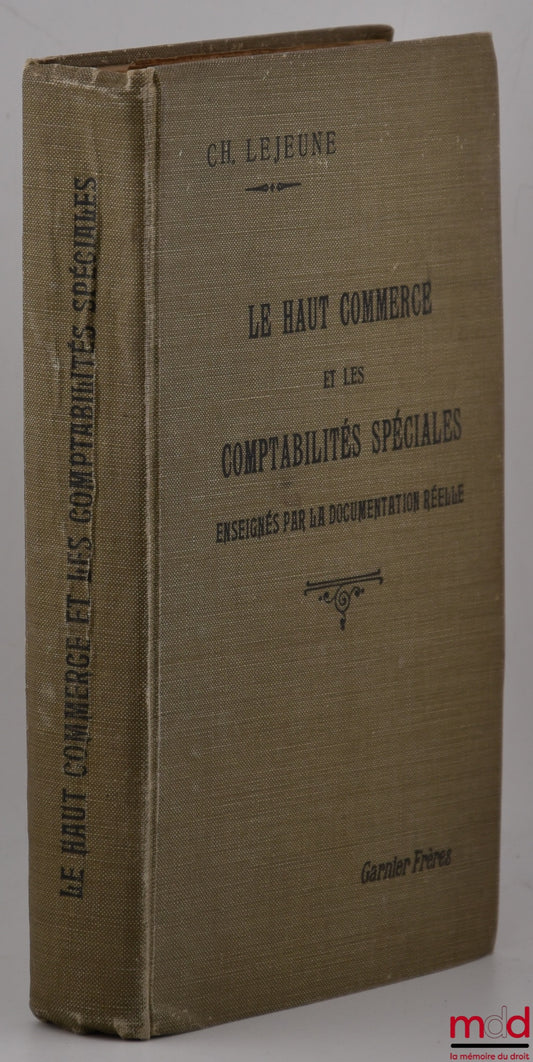 LE HAUT COMMERCE ET LES COMPTABILITÉS SPÉCIALES
CH. LEJEUNE
LE HAUT COMMERCE
ET LES
COMPTABILITÉS SPÉCIALES
ENSEIGNÉS PAR LA DOCUMENTATION RÉELLE
Garnier Frères
mdd
la mémoire du droit